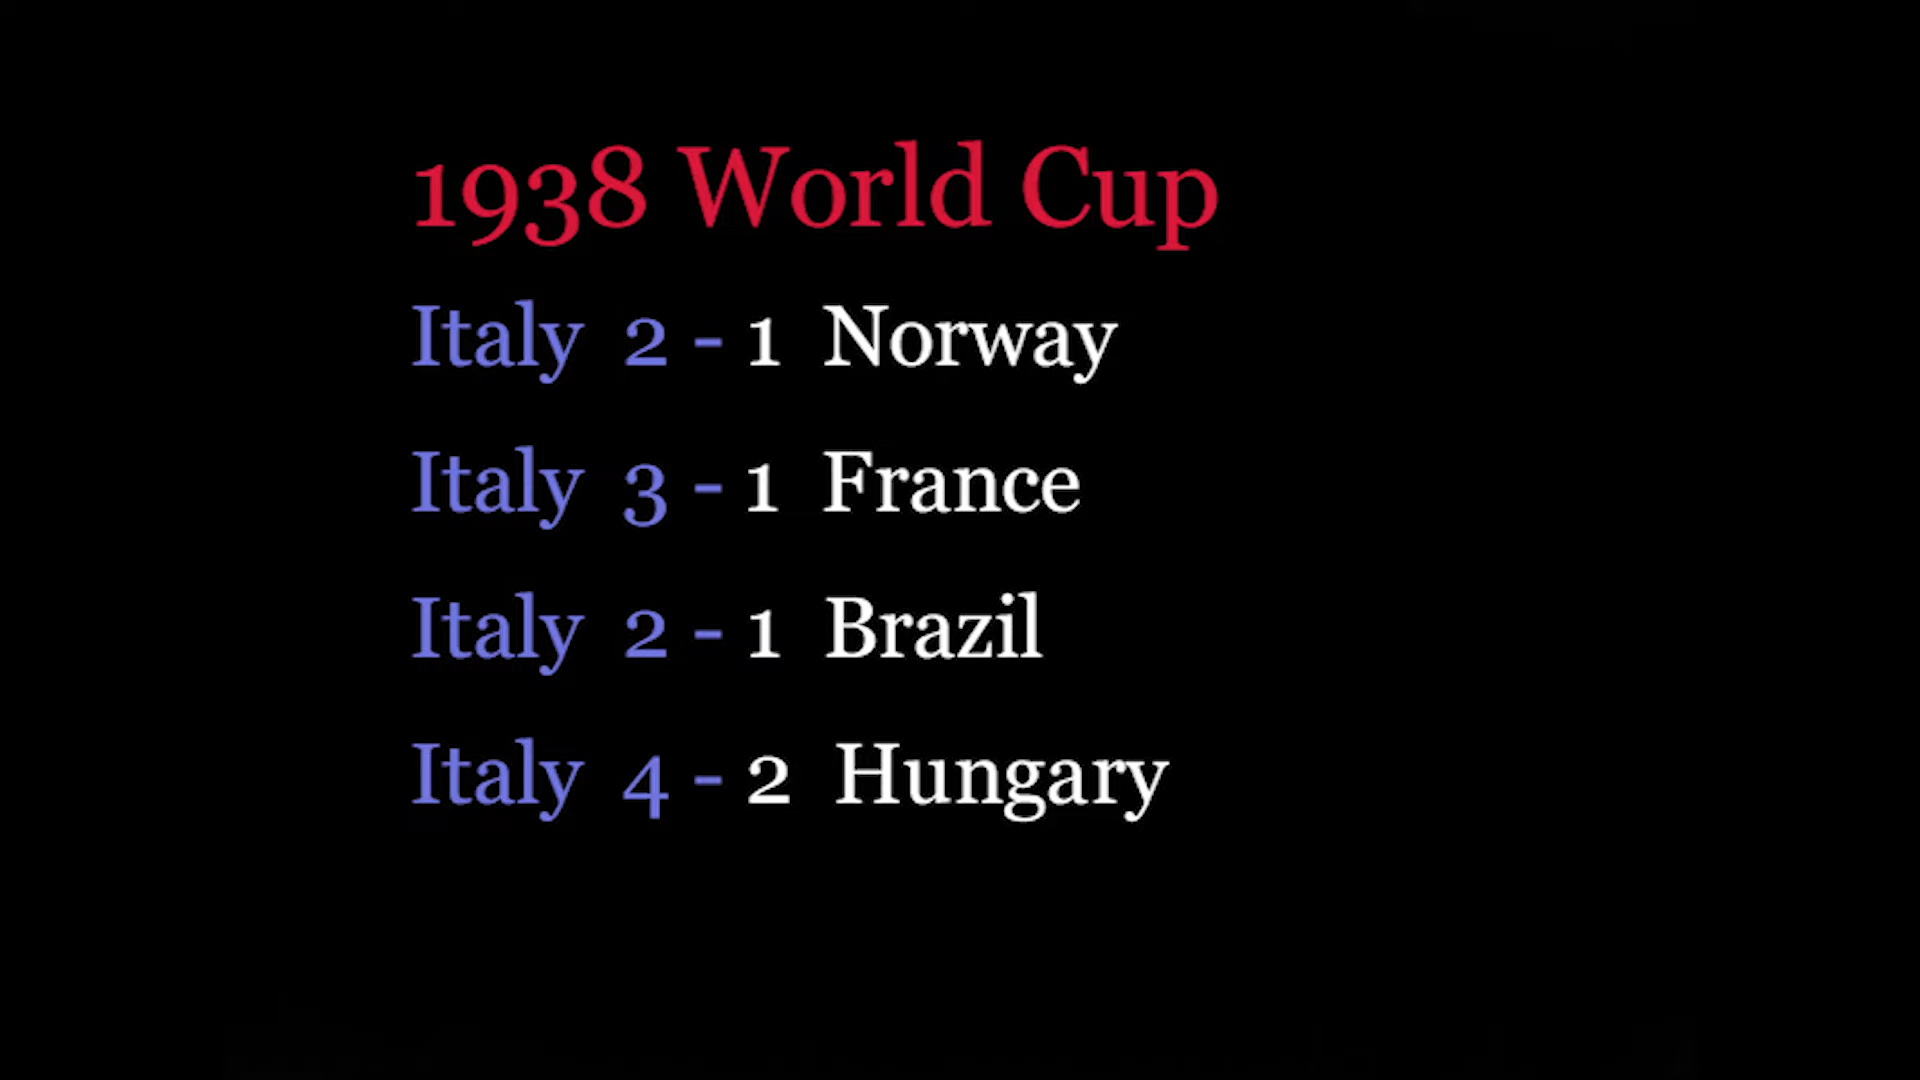 1938 World Cup
Italy 2 - 1 Norway
Italy 3 - 1 France
Italy 2 - 1 Brazil
Italy 4 - 2 Hungary